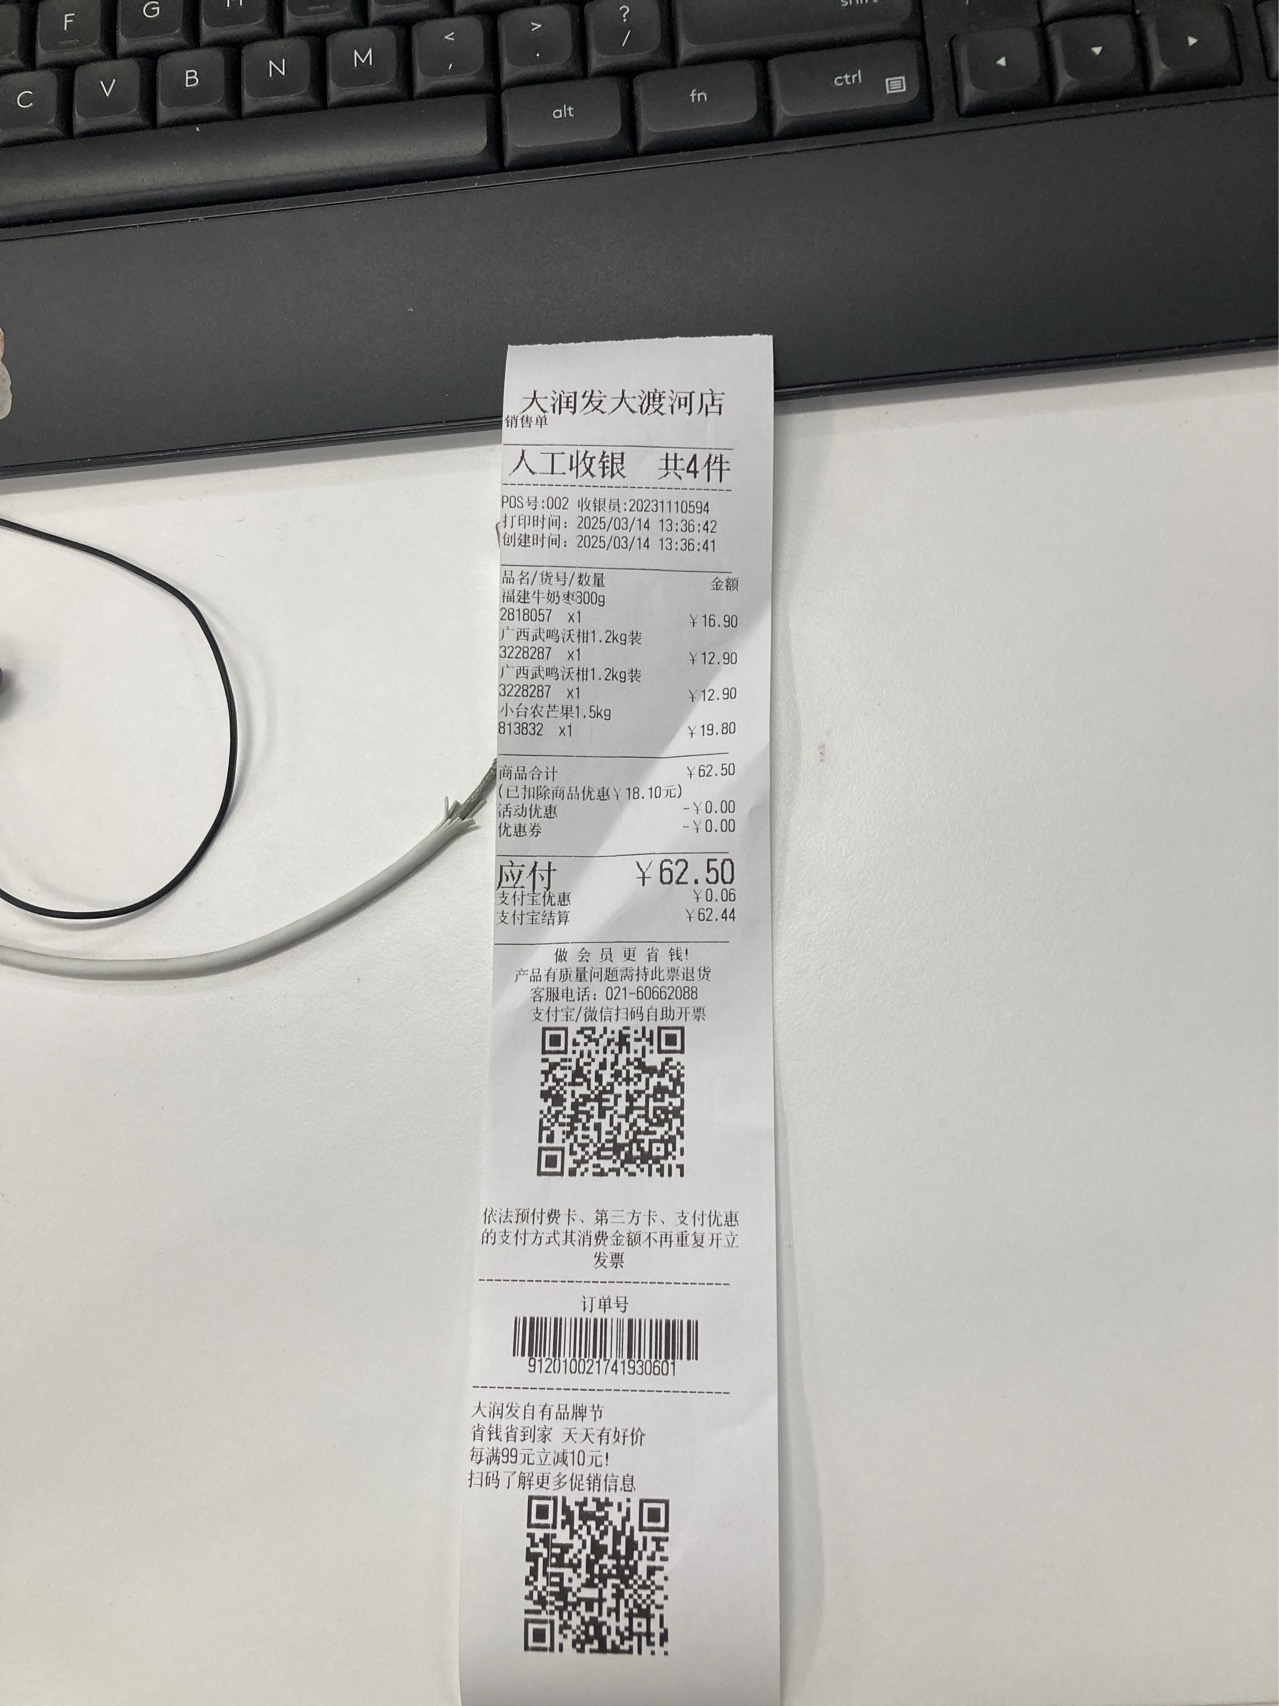 F G
C V B N M < , > . ? /
alt fn ctrl
大润发大渡河店
销售单
人工收银 共4件
POS号:002 收银员:20231110594
打印时间: 2025/03/14 13:36:42
创建时间: 2025/03/14 13:36:41
品名/货号/数量 金额
福建牛奶枣800g
2818057 x1 ¥16.90
广西武鸣沃柑1.2kg装
3228287 x1 ¥12.90
广西武鸣沃柑1.2kg装
3228287 x1 ¥12.90
小台农芒果1.5kg
813832 x1 ¥19.80
商品合计 ¥62.50
(已扣除商品优惠¥18.10元)
活动优惠 -¥0.00
优惠券 -¥0.00
应付 ¥62.50
支付宝优惠 ¥0.06
支付宝结算 ¥62.44
做 会 员 更 省 钱!
产品有质量问题需持此票退货
客服电话: 021-60662088
支付宝/微信扫码自助开票
依法预付费卡、第三方卡、支付优惠
的支付方式其消费金额不再重复开立
发票
订单号
912010021741930601
大润发自有品牌节
省钱省到家 天天有好价
每满99元立减10元!
扫码了解更多促销信息